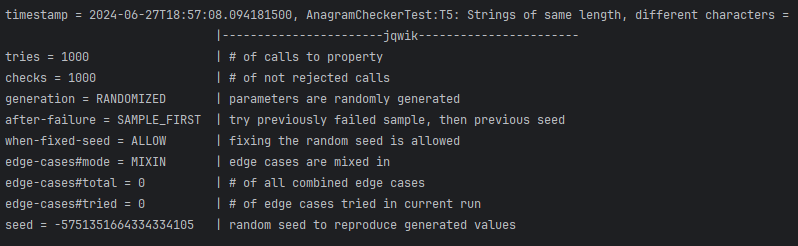 timestamp = 2024-06-27T18:57:08.094181500, AnagramCheckerTest:T5: Strings of same length, different characters =
|-----------------------jqwik-----------------------
tries = 1000 | # of calls to property
checks = 1000 | # of not rejected calls
generation = RANDOMIZED | parameters are randomly generated
after-failure = SAMPLE_FIRST | try previously failed sample, then previous seed
when-fixed-seed = ALLOW | fixing the random seed is allowed
edge-cases#mode = MIXIN | edge cases are mixed in
edge-cases#total = 0 | # of all combined edge cases
edge-cases#tried = 0 | # of edge cases tried in current run
seed = -5751351664334334105 | random seed to reproduce generated values